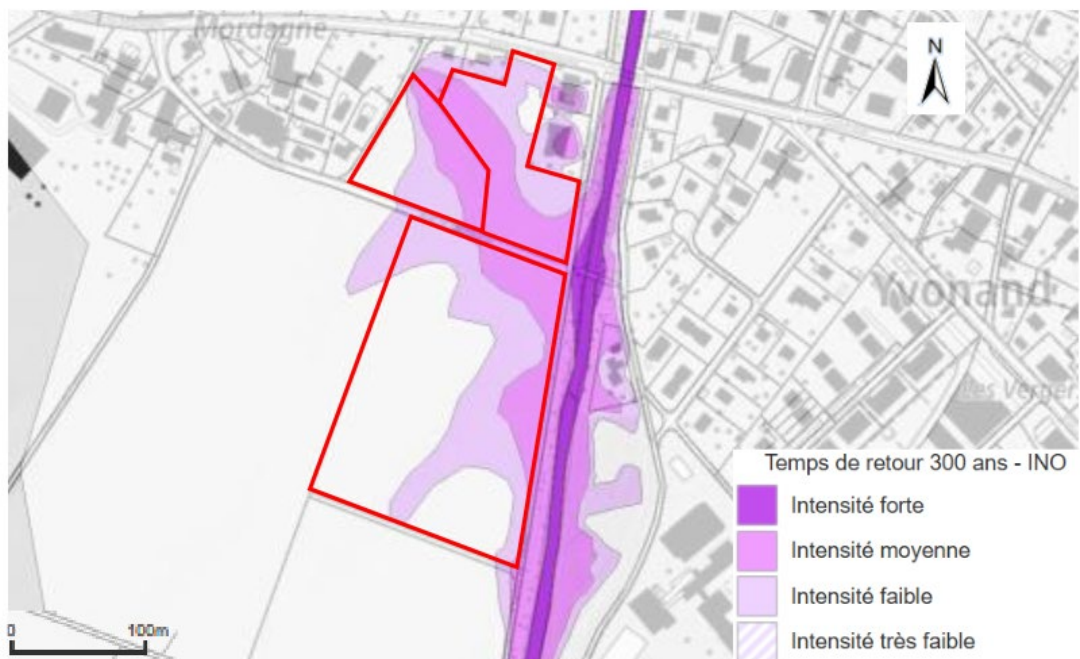 Mordagne
N
Yvonand
Les Verger
Temps de retour 300 ans - INO
Intensité forte
Intensité moyenne
Intensité faible
Intensité très faible
0 100m